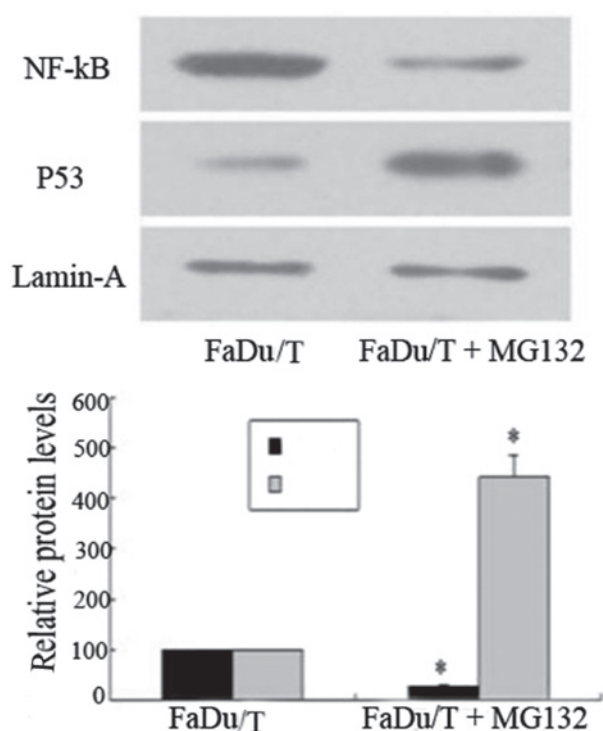 NF-kB
P53
Lamin-A
FaDu/T FaDu/T + MG132
Relative protein levels
600
500
400
300
200
100
0
*
*
FaDu/T FaDu/T + MG132